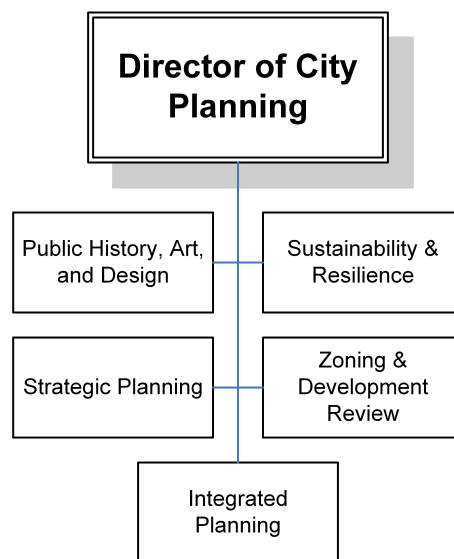 Director of City
Planning
Public History, Art,
and Design
Sustainability &
Resilience
Strategic Planning
Zoning &
Development
Review
Integrated
Planning